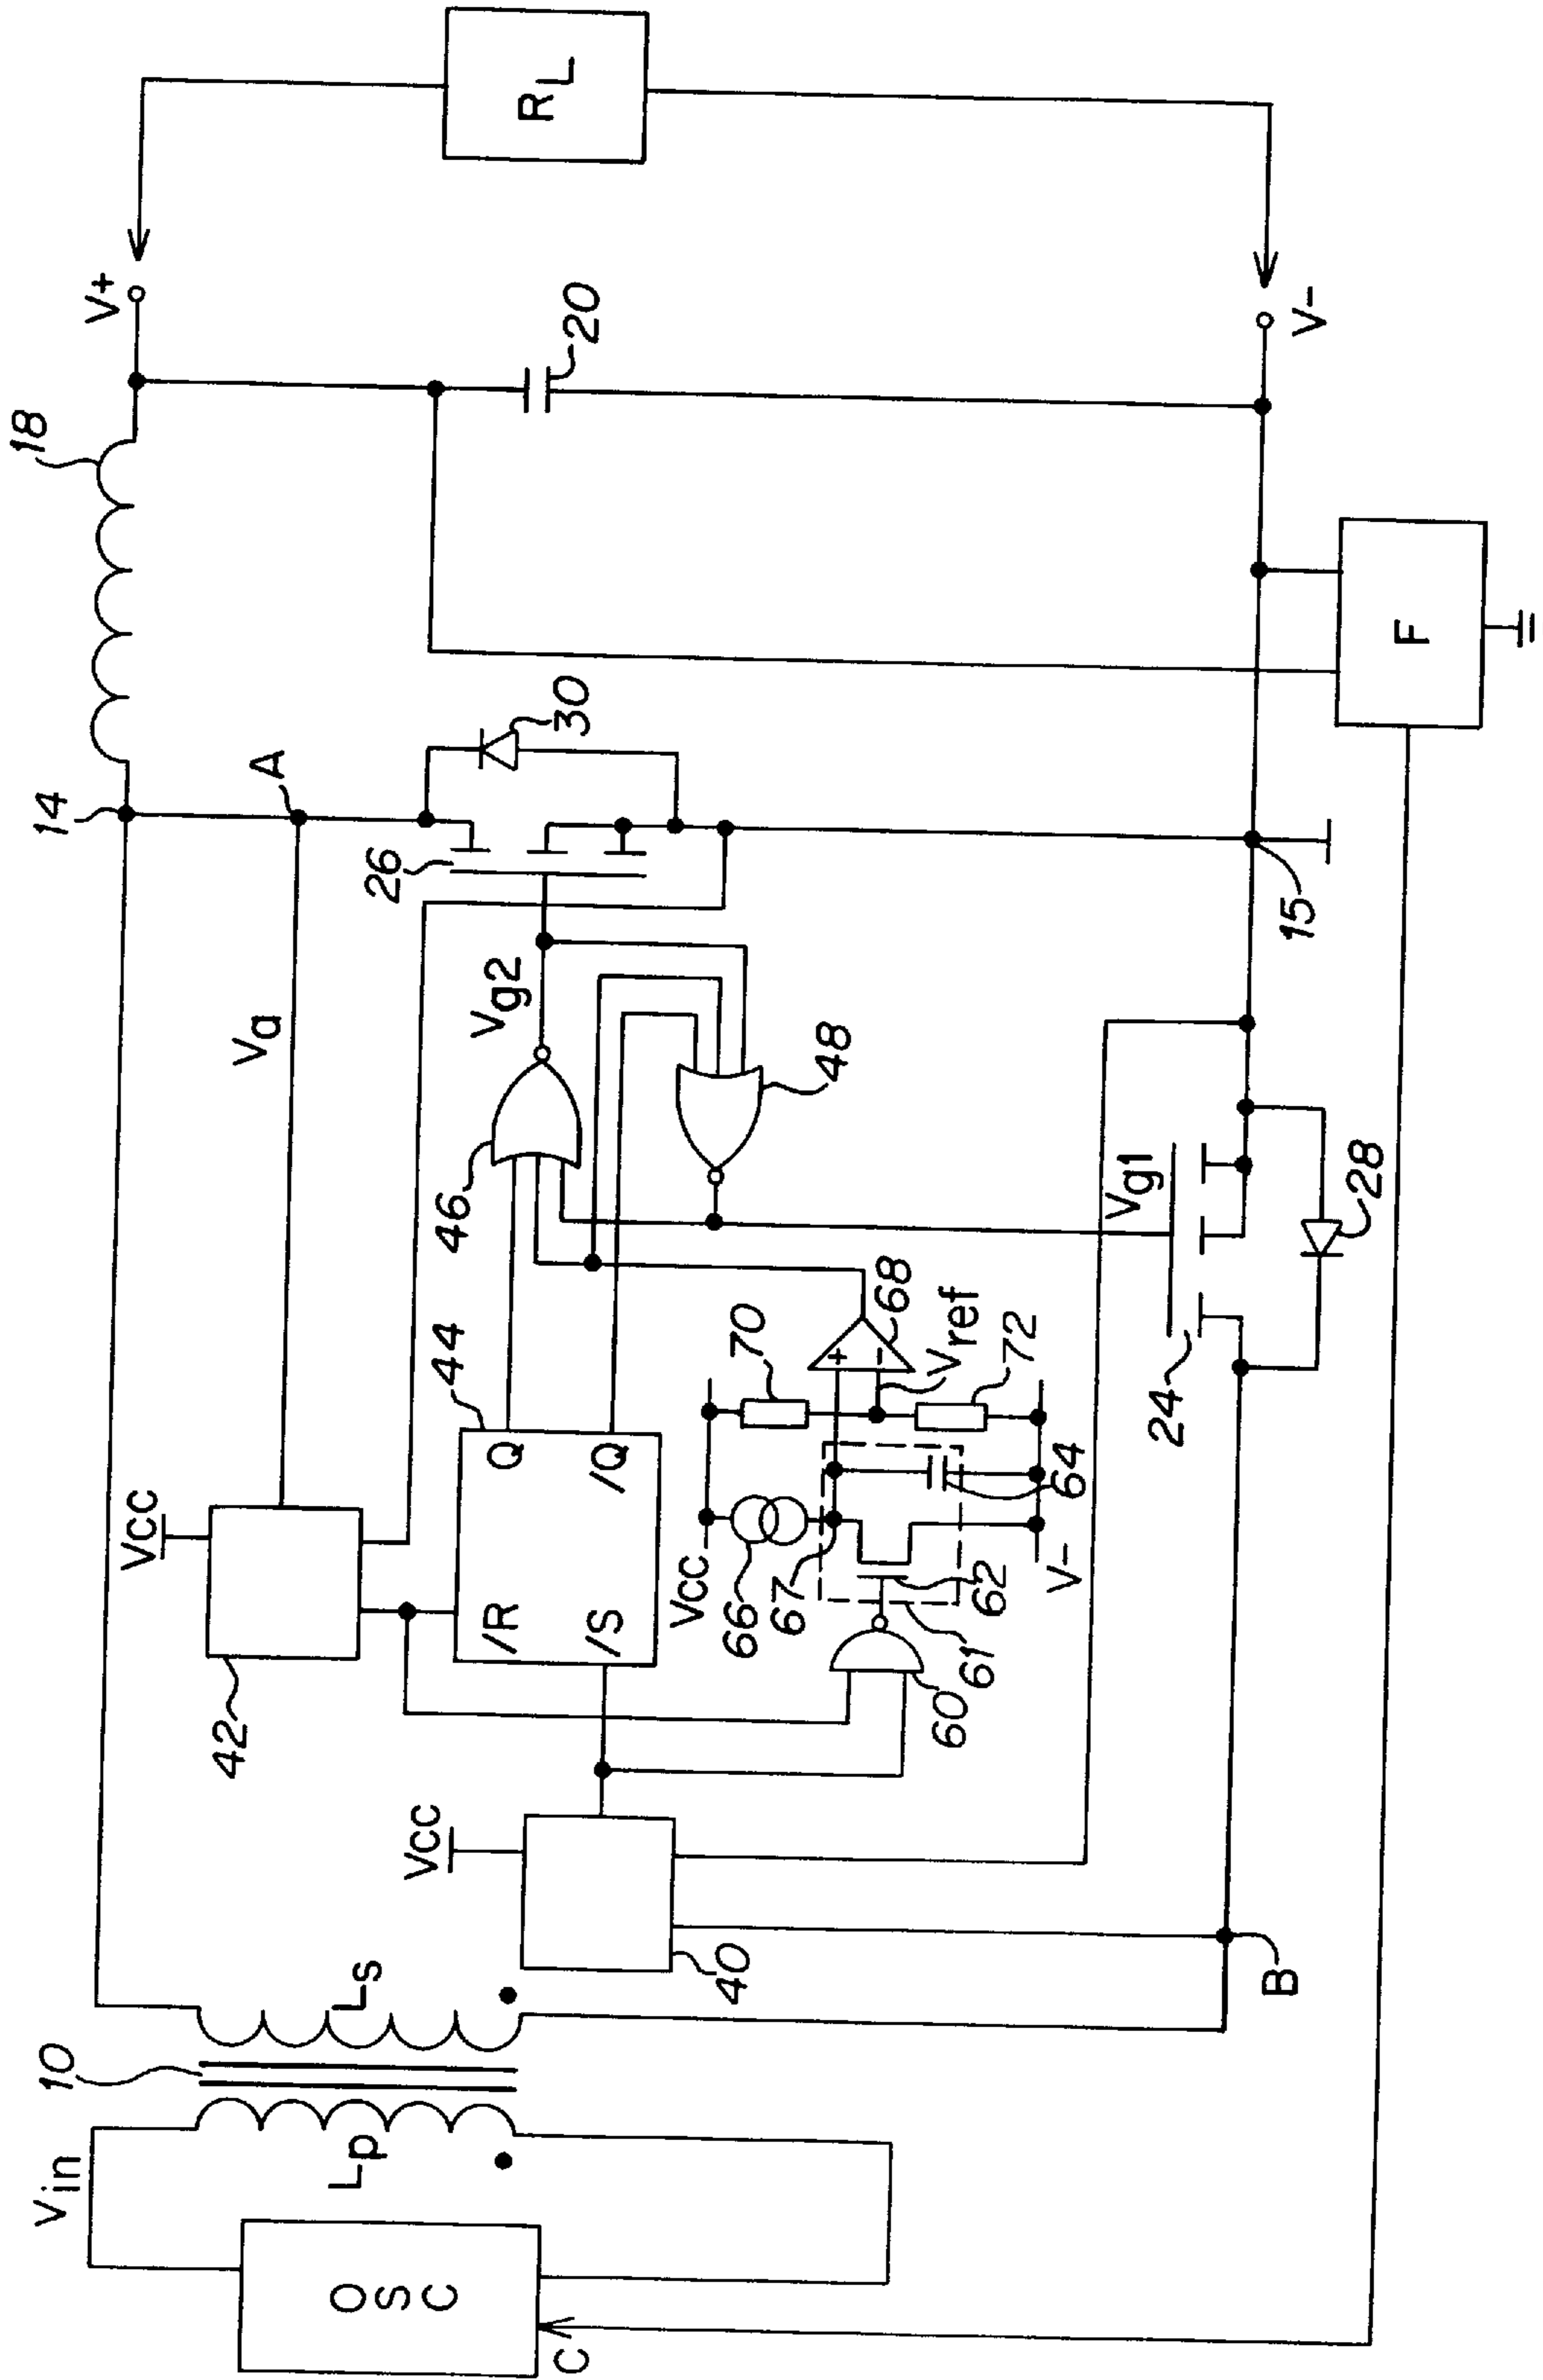 Vin
10
Lp
Ls
OSC
C
B
42
Vcc
Va
A
14
18
V+
RL
20
V-
F
15
30
26
Vg2
46
48
44
Q
/Q
/R
/S
Vcc
40
60
61
62
64
66
67
Vcc
V-
68
70
72
Vref
Vg1
24
28